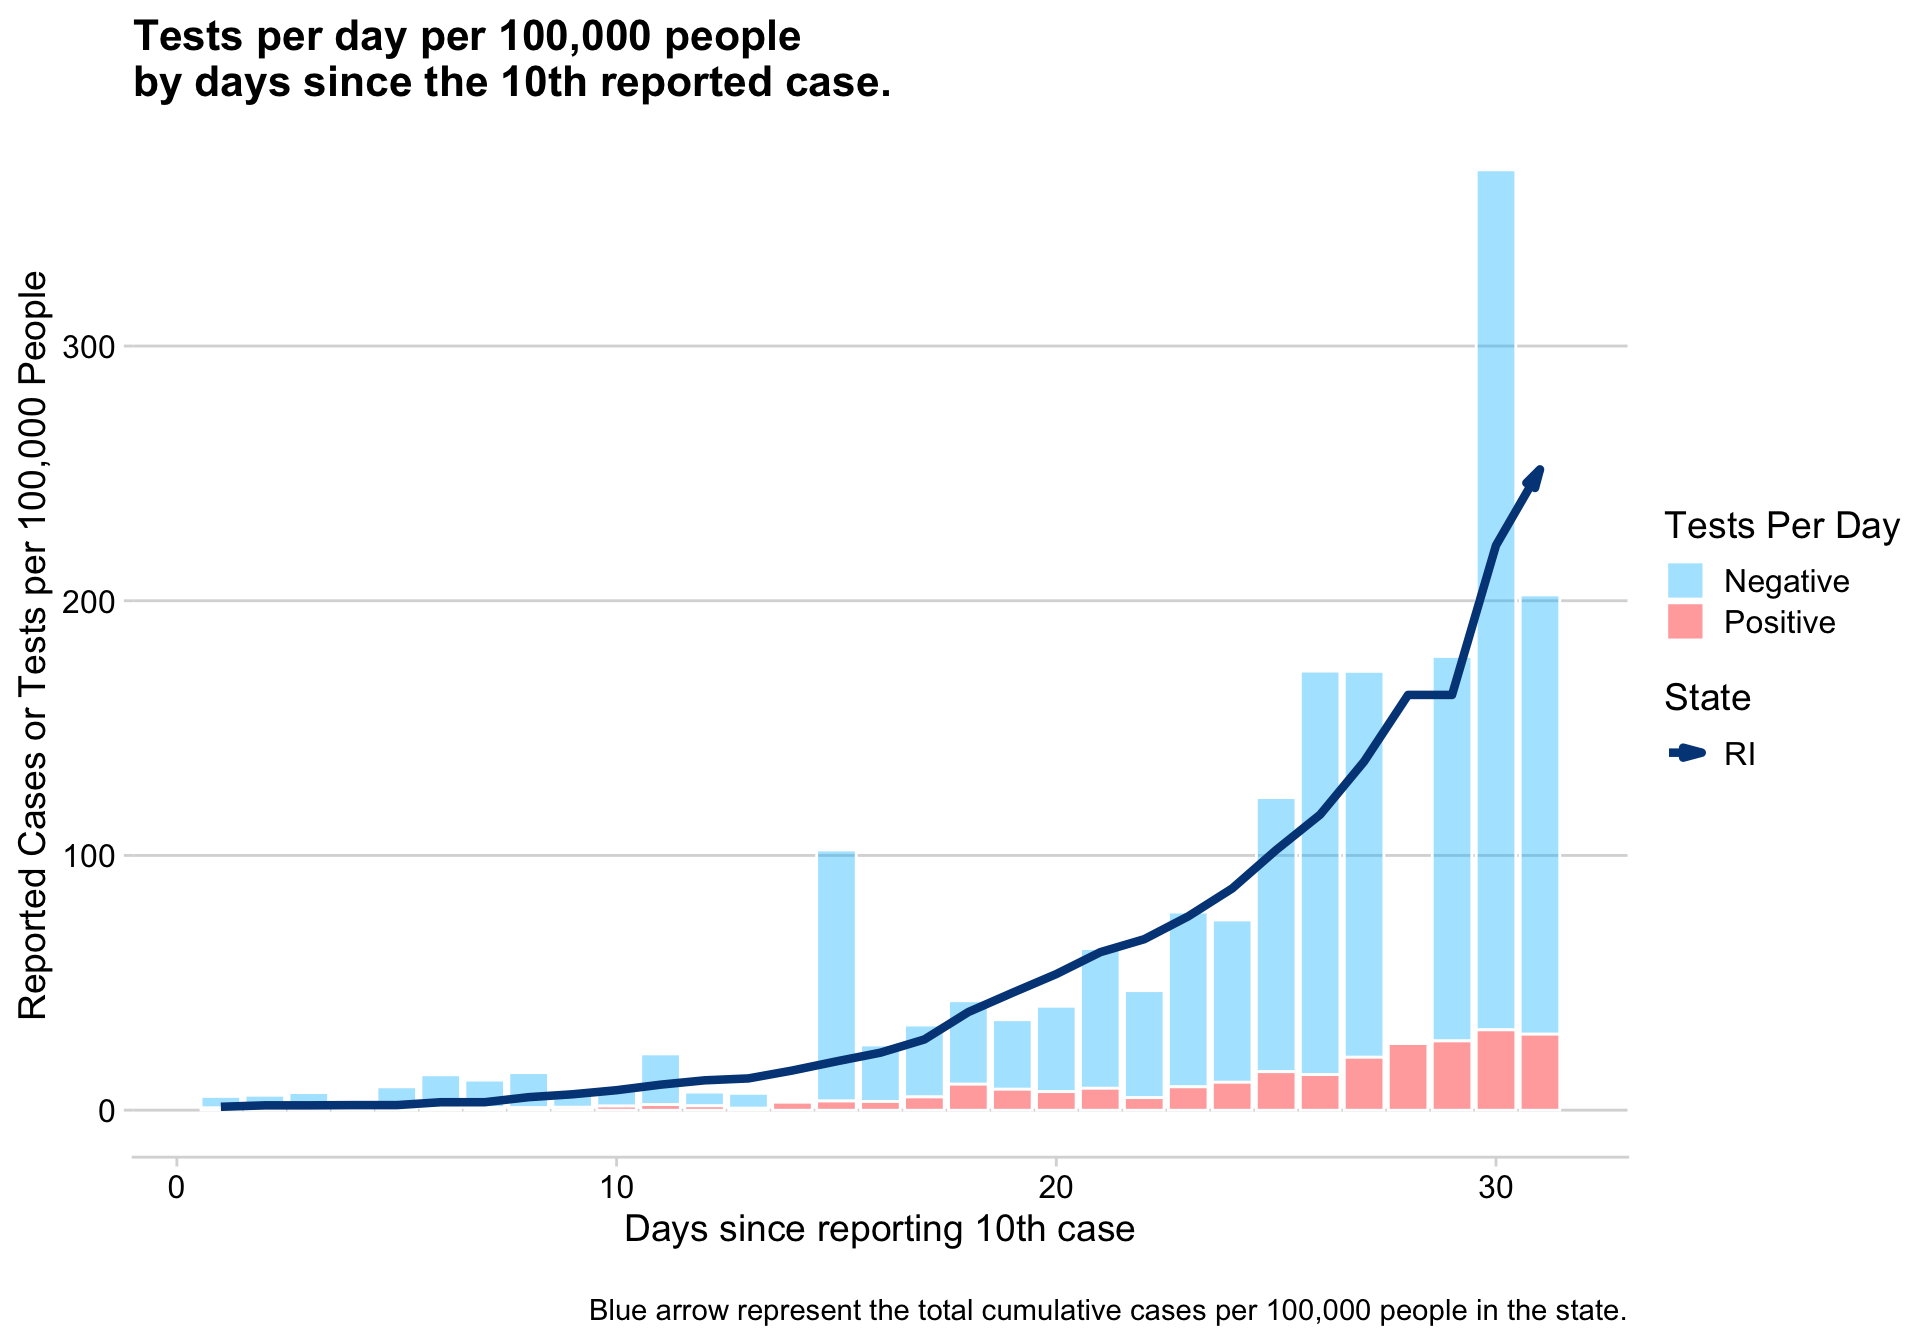 Tests per day per 100,000 people
by days since the 10th reported case.
Reported Cases or Tests per 100,000 People
300
200
100
0
0
10
20
30
Days since reporting 10th case
Tests Per Day
Negative
Positive
State
RI
Blue arrow represent the total cumulative cases per 100,000 people in the state.